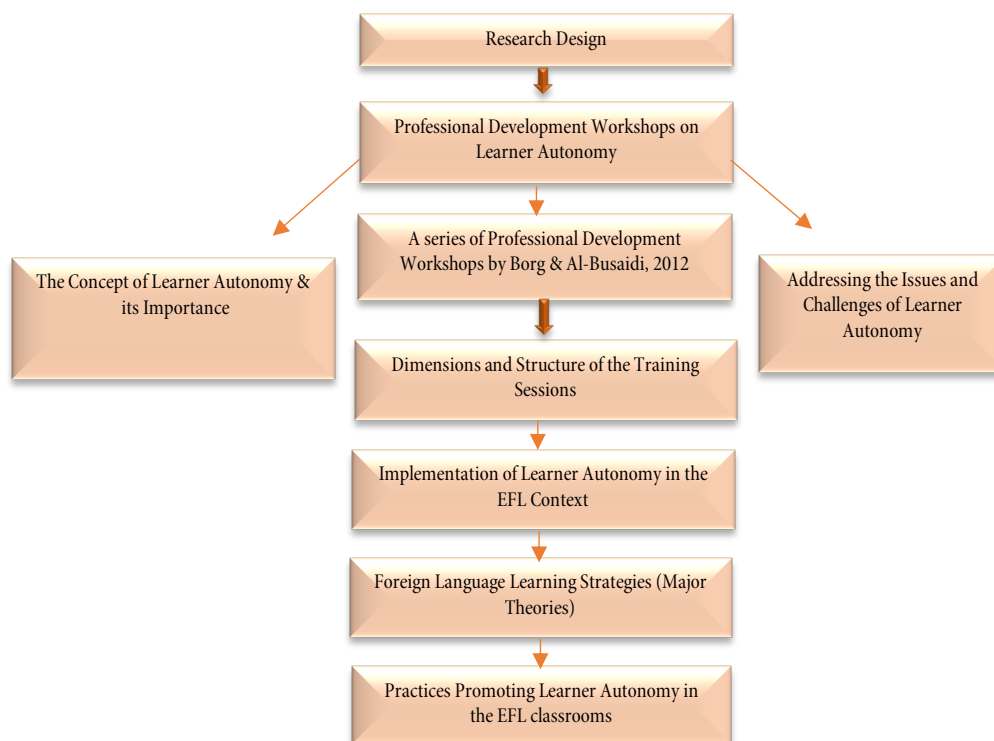 Research Design
Professional Development Workshops on
Learner Autonomy
A series of Professional Development
Workshops by Borg & Al-Busaidi, 2012
The Concept of Learner Autonomy &
its Importance
Addressing the Issues and
Challenges of Learner
Autonomy
Dimensions and Structure of the Training
Sessions
Implementation of Learner Autonomy in the
EFL Context
Foreign Language Learning Strategies (Major
Theories)
Practices Promoting Learner Autonomy in
the EFL classrooms